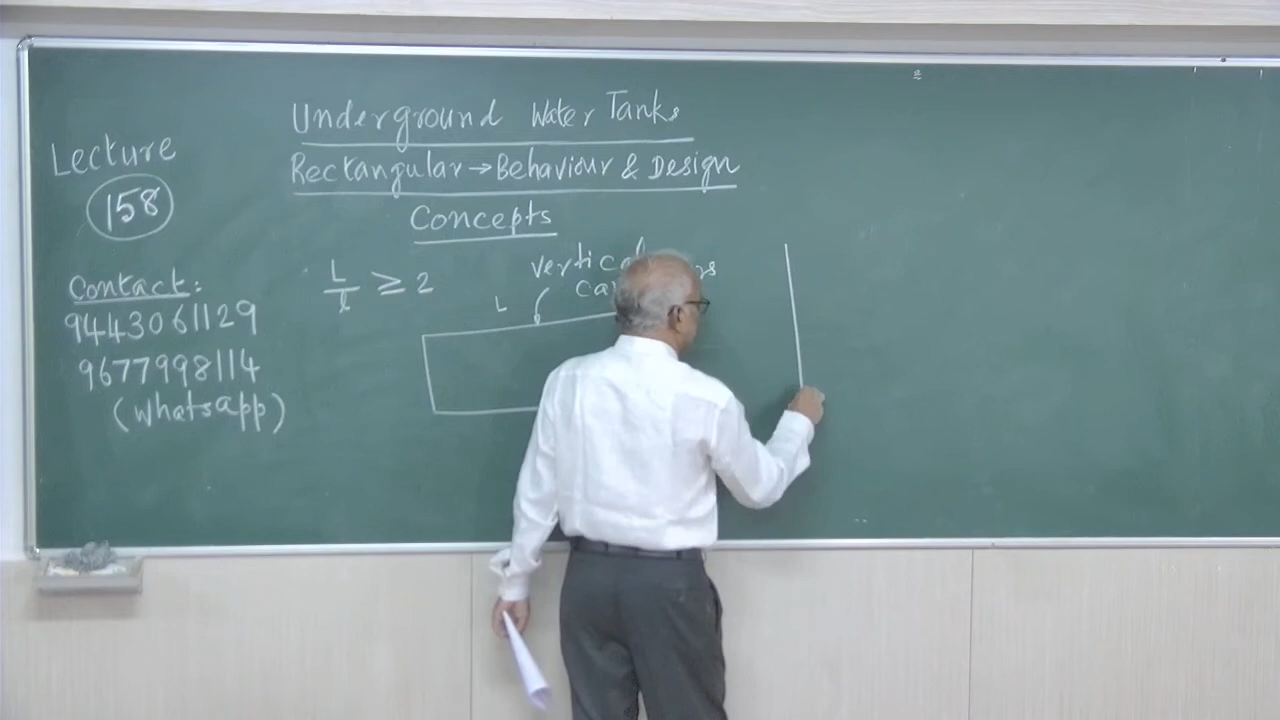 Underground Water Tanks
Rectangular → Behaviour & Design
Concepts
Lecture
158
Contact:
9443061129
9677998114
(Whatsapp)
L/l ≥ 2
L